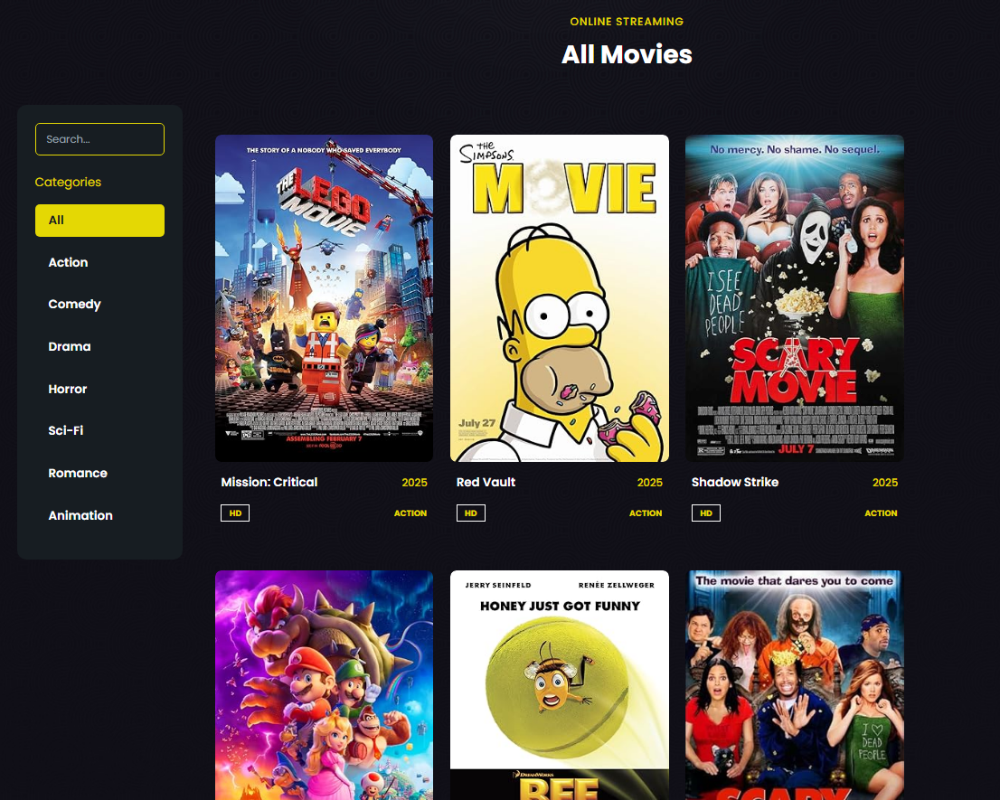 ONLINE STREAMING
All Movies
Search...
Categories
All
Action
Comedy
Drama
Horror
Sci-Fi
Romance
Animation
THE STORY OF A NOBODY WHO SAVED EVERYBODY
THE
LEGO
MOVIE
ASSEMBLING FEBRUARY 7
Mission: Critical
2025
HD
ACTION
THE
SIMPSONS
MOVIE
July 27
Red Vault
2025
HD
ACTION
No mercy. No shame. No sequel.
I SEE
DEAD
PEOPLE
SCARY
MOVIE
JULY 7
Shadow Strike
2025
HD
ACTION
JERRY SEINFELD
RENÉE ZELLWEGER
HONEY JUST GOT FUNNY
DREAMWORKS
BEE
The movie that dares you to come
I ♡
DEAD
PEOPLE
SCARY